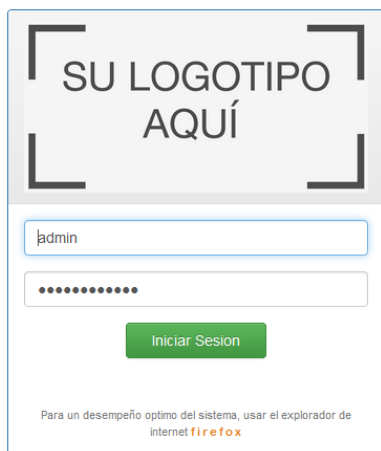 SU LOGOTIPO
AQUÍ
admin
●●●●●●●●●●●●
Iniciar Sesion
Para un desempeño optimo del sistema, usar el explorador de
internet firefox